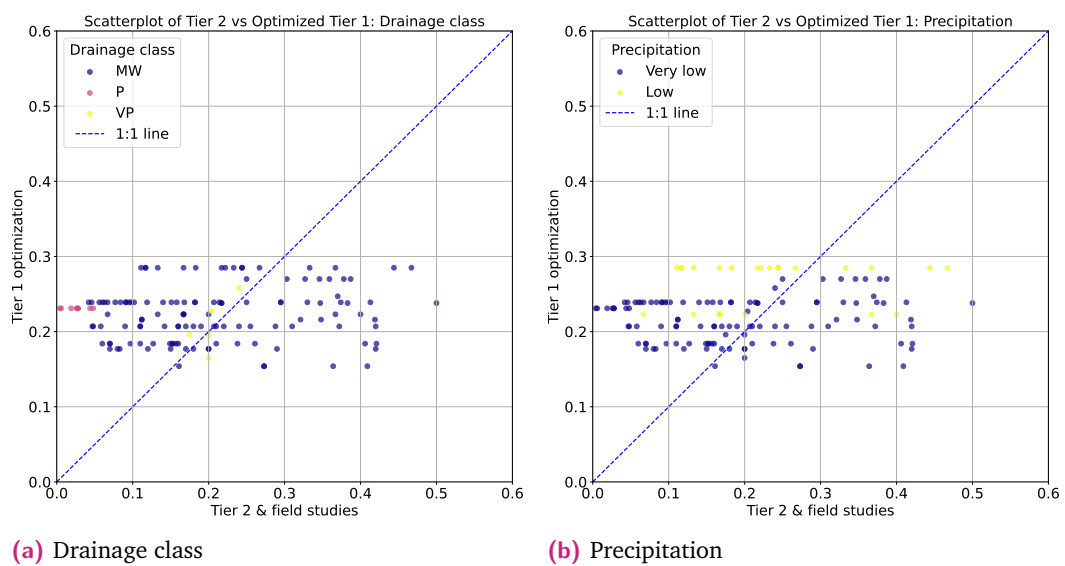 Scatterplot of Tier 2 vs Optimized Tier 1: Drainage class
Drainage class
MW
P
VP
1:1 line
0.6
0.5
0.4
0.3
0.2
0.1
0.0
Tier 1 optimization
0.0 0.1 0.2 0.3 0.4 0.5 0.6
Tier 2 & field studies
(a) Drainage class
Scatterplot of Tier 2 vs Optimized Tier 1: Precipitation
Precipitation
Very low
Low
1:1 line
0.6
0.5
0.4
0.3
0.2
0.1
0.0
Tier 1 optimization
0.0 0.1 0.2 0.3 0.4 0.5 0.6
Tier 2 & field studies
(b) Precipitation